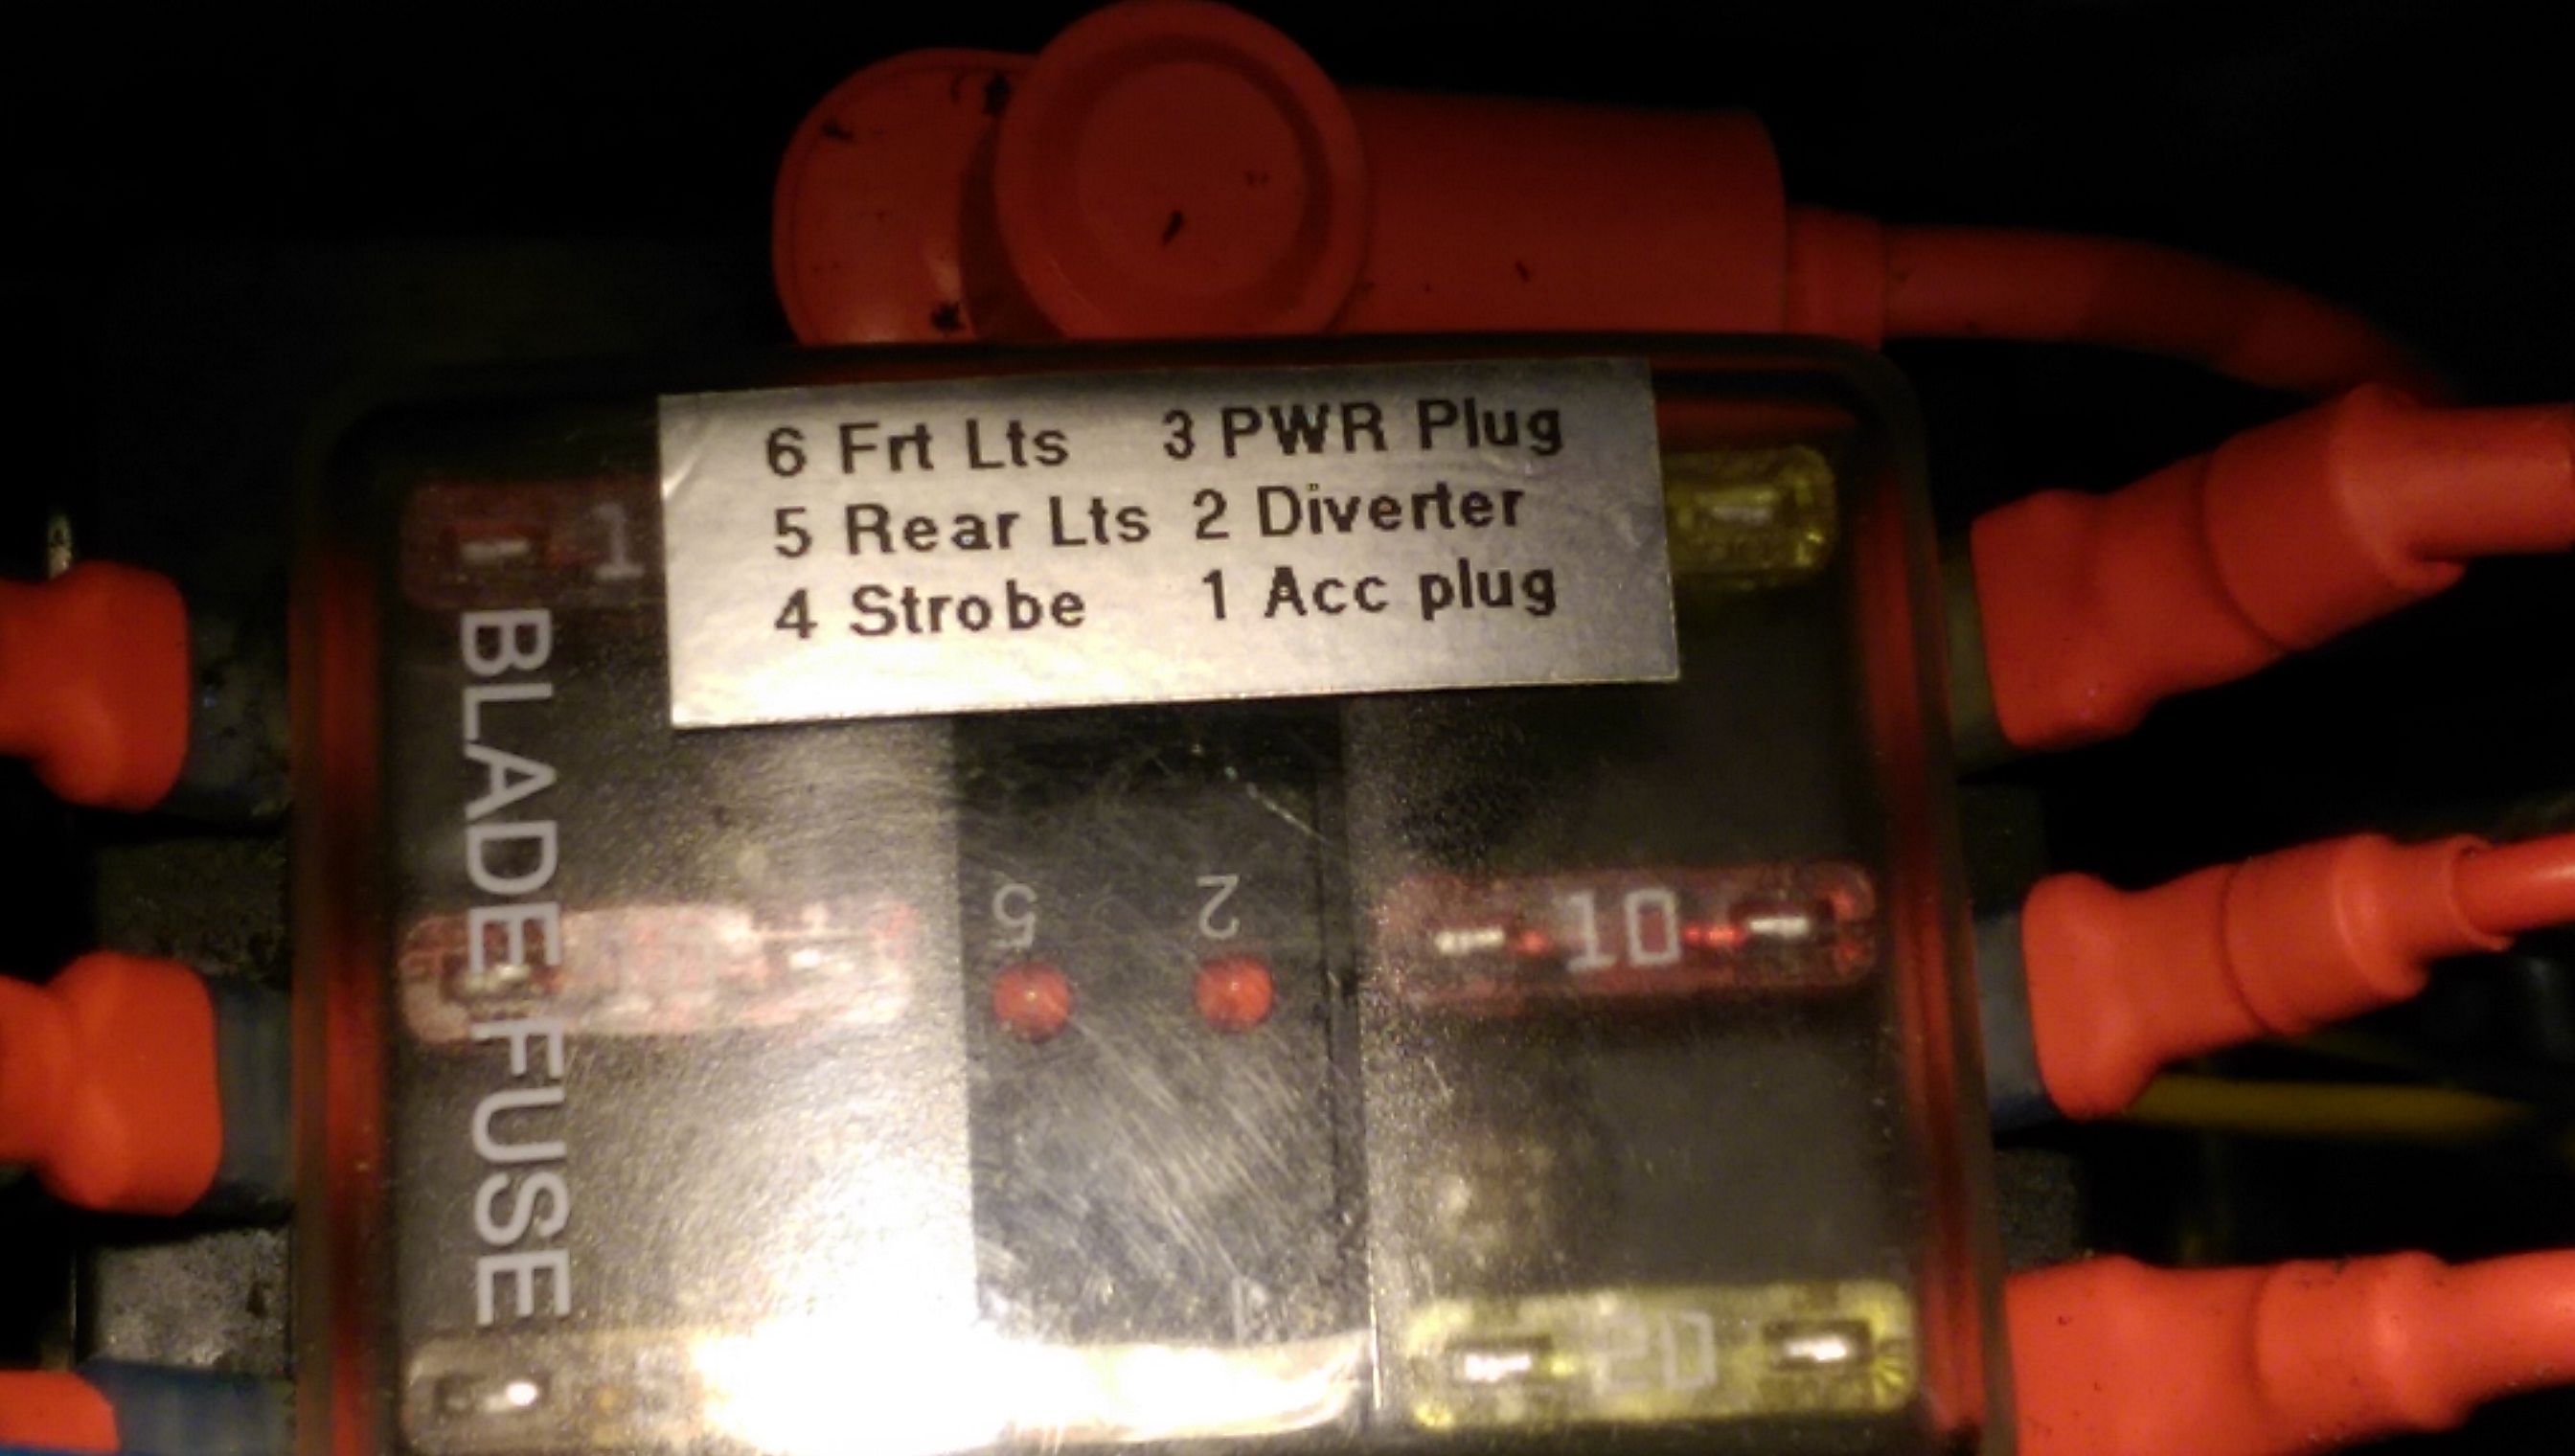 6 Frt Lts 3 PWR Plug
5 Rear Lts 2 Diverter
4 Strobe 1 Acc plug
1
BLADE FUSE
5 2
10
20